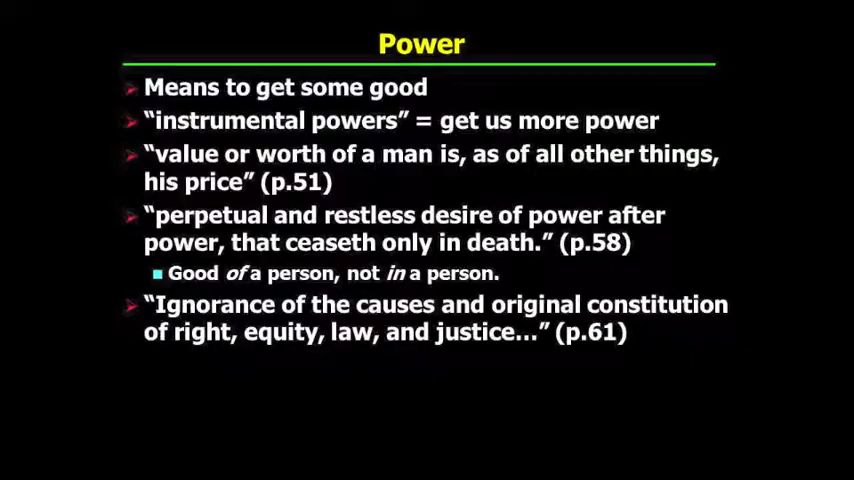 Power
Means to get some good
“instrumental powers” = get us more power
“value or worth of a man is, as of all other things,
his price” (p.51)
“perpetual and restless desire of power after
power, that ceaseth only in death.” (p.58)
Good of a person, not in a person.
“Ignorance of the causes and original constitution
of right, equity, law, and justice…” (p.61)